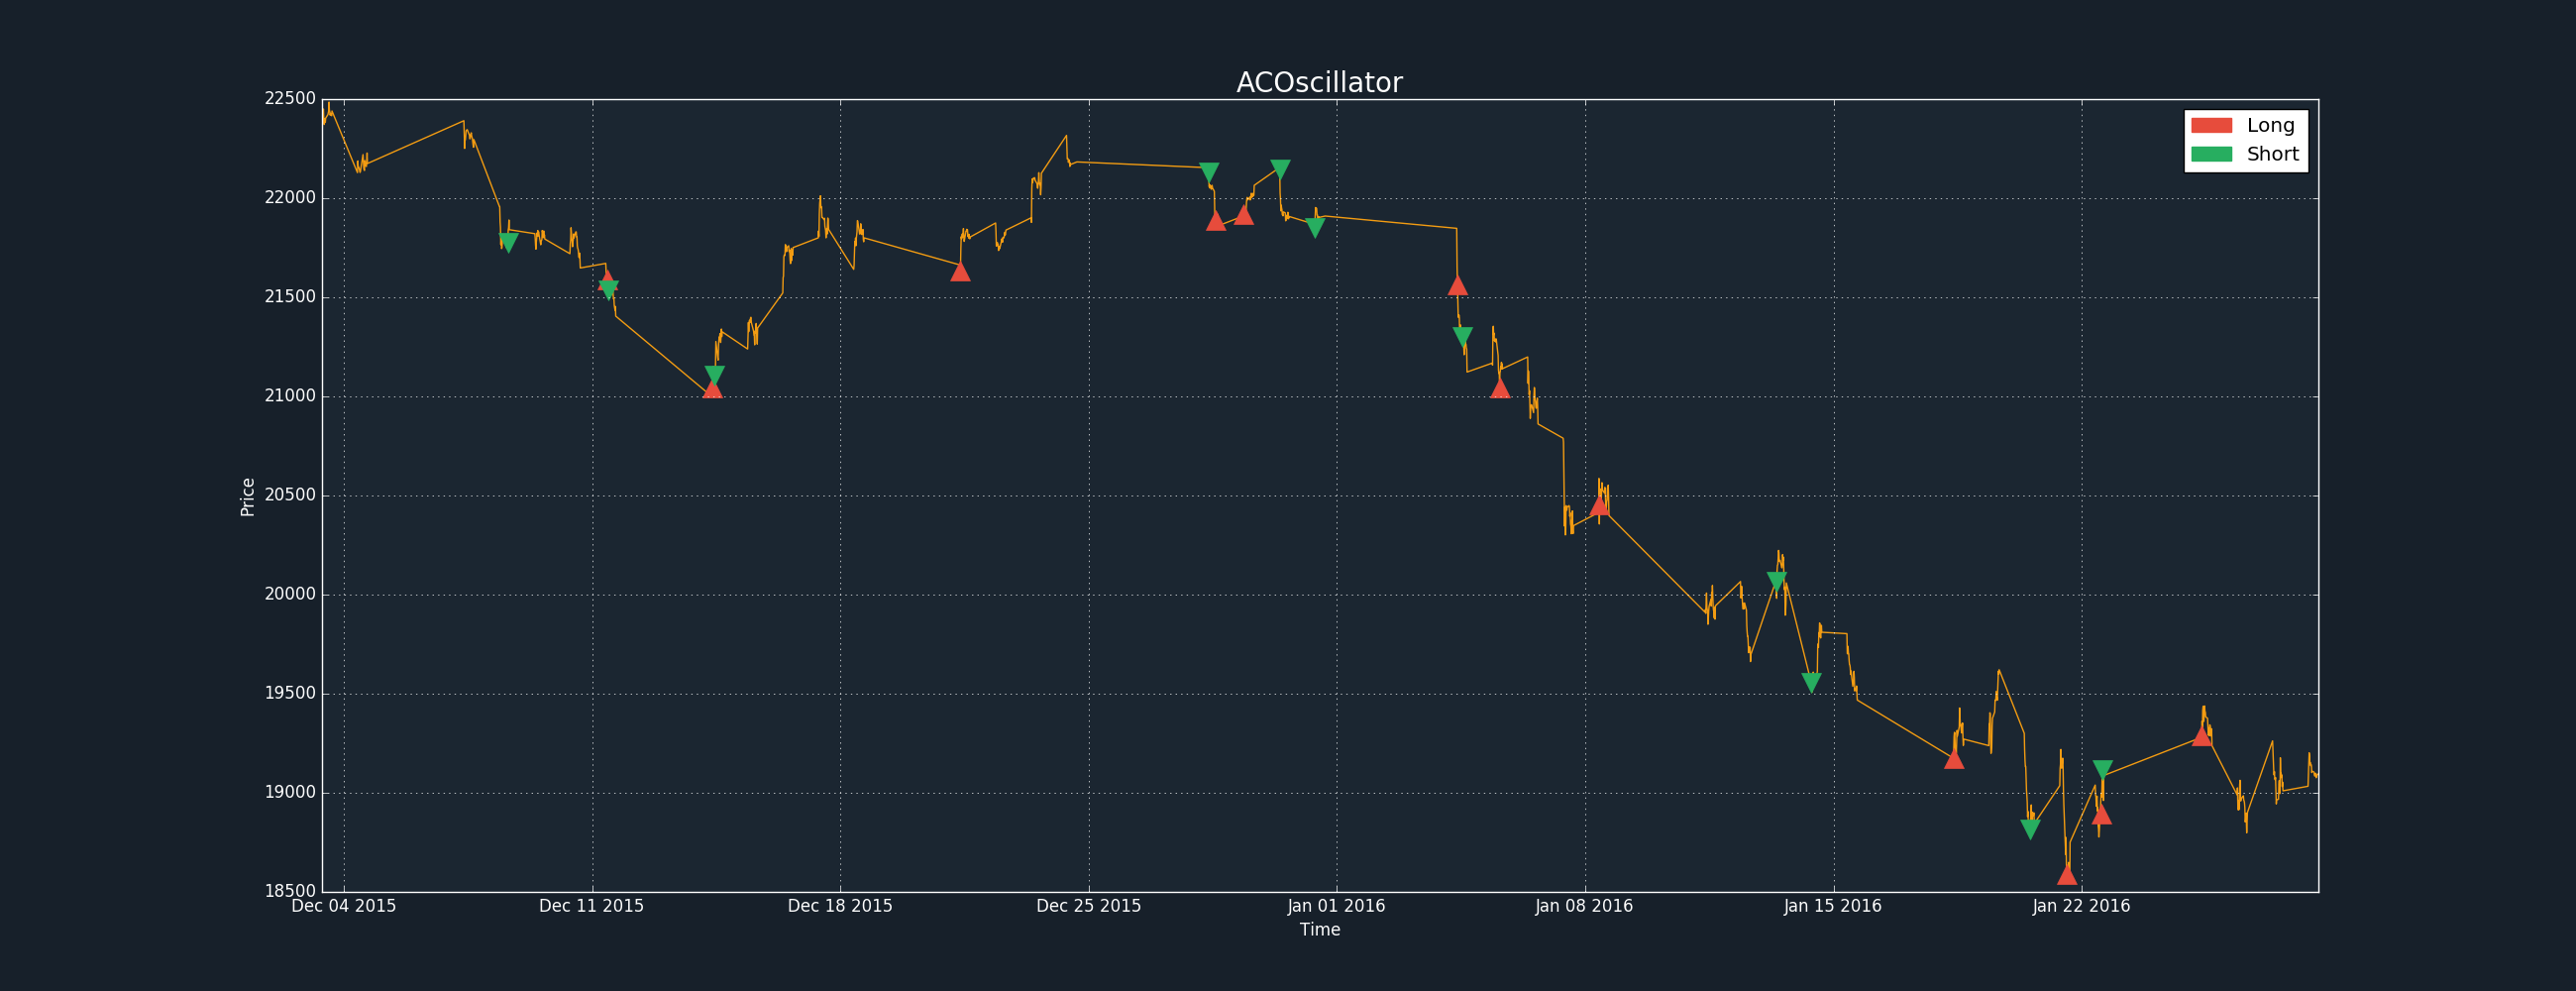 ACOscillator
Long
Short
22500
22000
21500
21000
20500
20000
19500
19000
18500
Price
Dec 04 2015
Dec 11 2015
Dec 18 2015
Dec 25 2015
Jan 01 2016
Jan 08 2016
Jan 15 2016
Jan 22 2016
Time